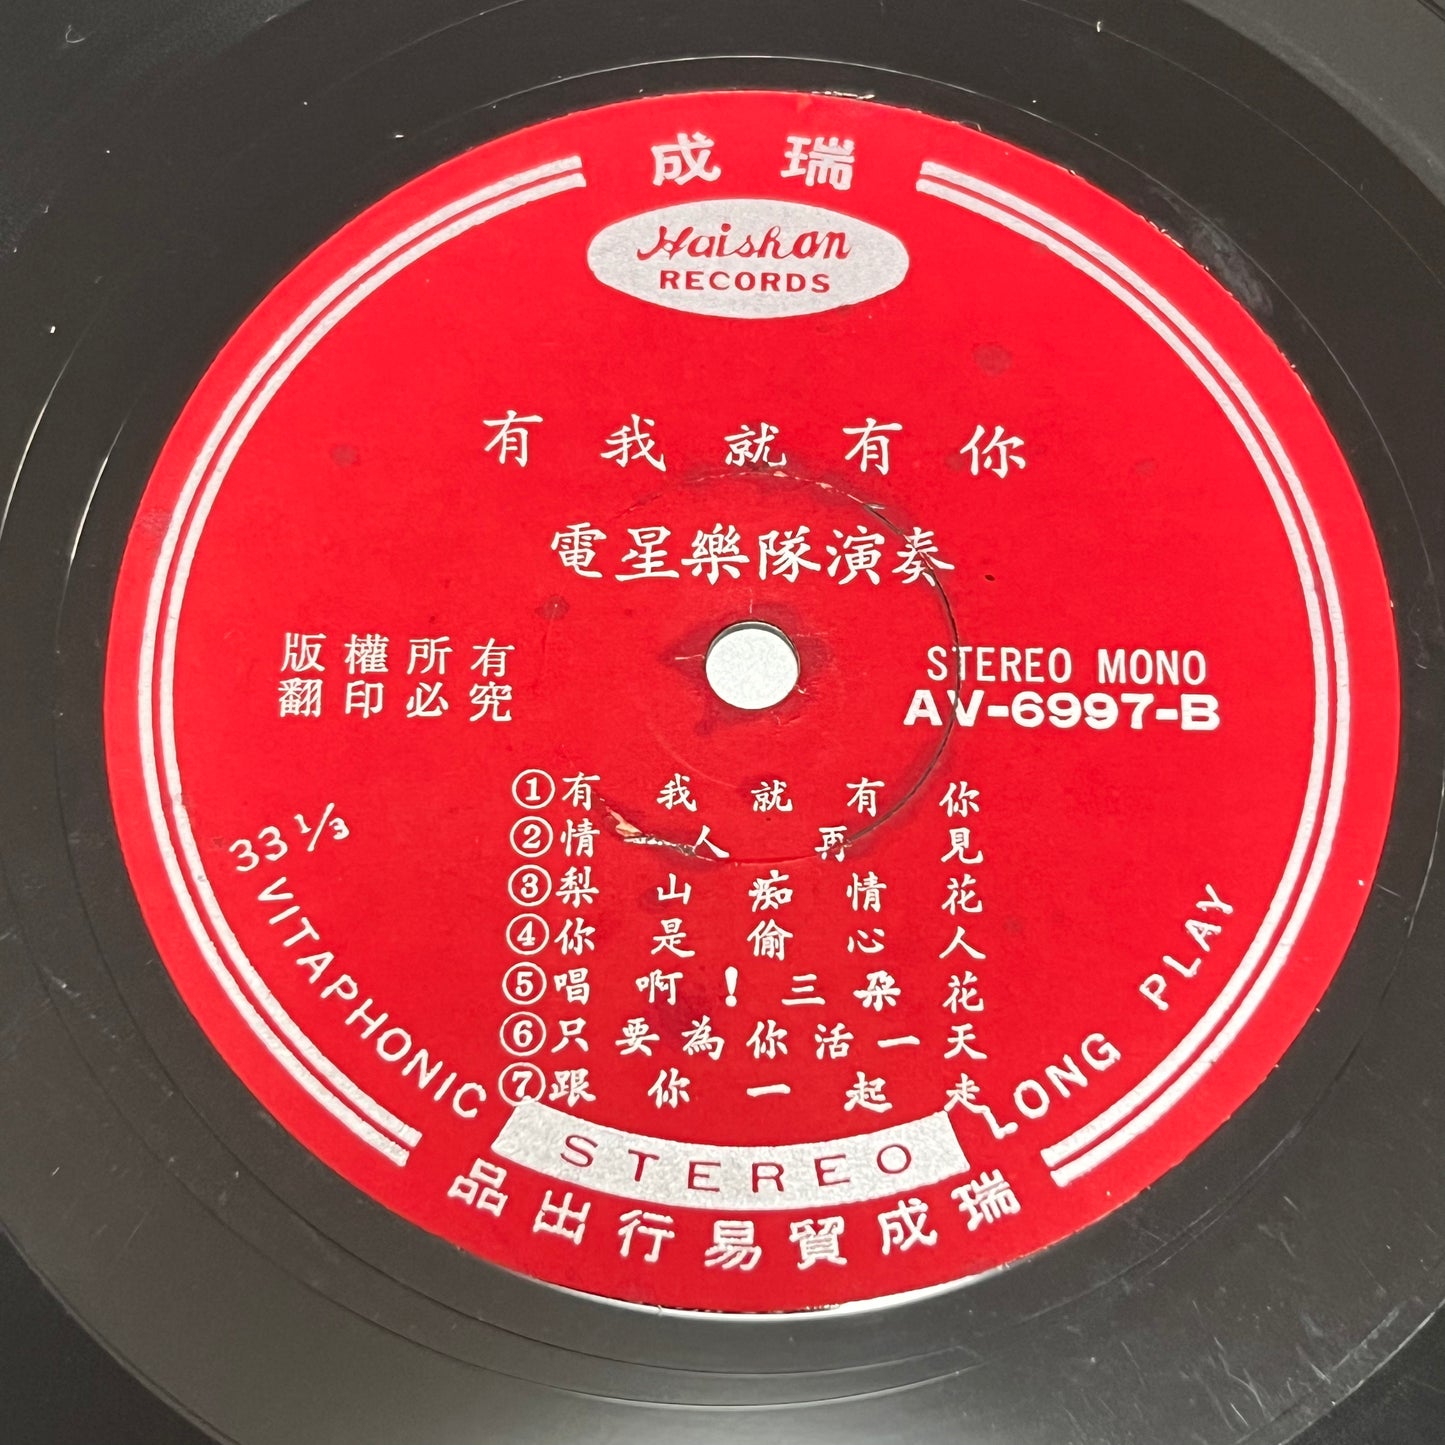 成瑞
Haishan
RECORDS
有我就有你
電星樂隊演奏
版權所有
翻印必究
STEREO MONO
AV-6997-B
①有我就有你
②情人再見
③梨山痴情花
④你是偷心人
⑤唱啊!三朶花
⑥只要為你活一天
⑦跟你一起走
33 1/3
VITAPHONIC
LONG PLAY
STEREO
品出行易貿成瑞